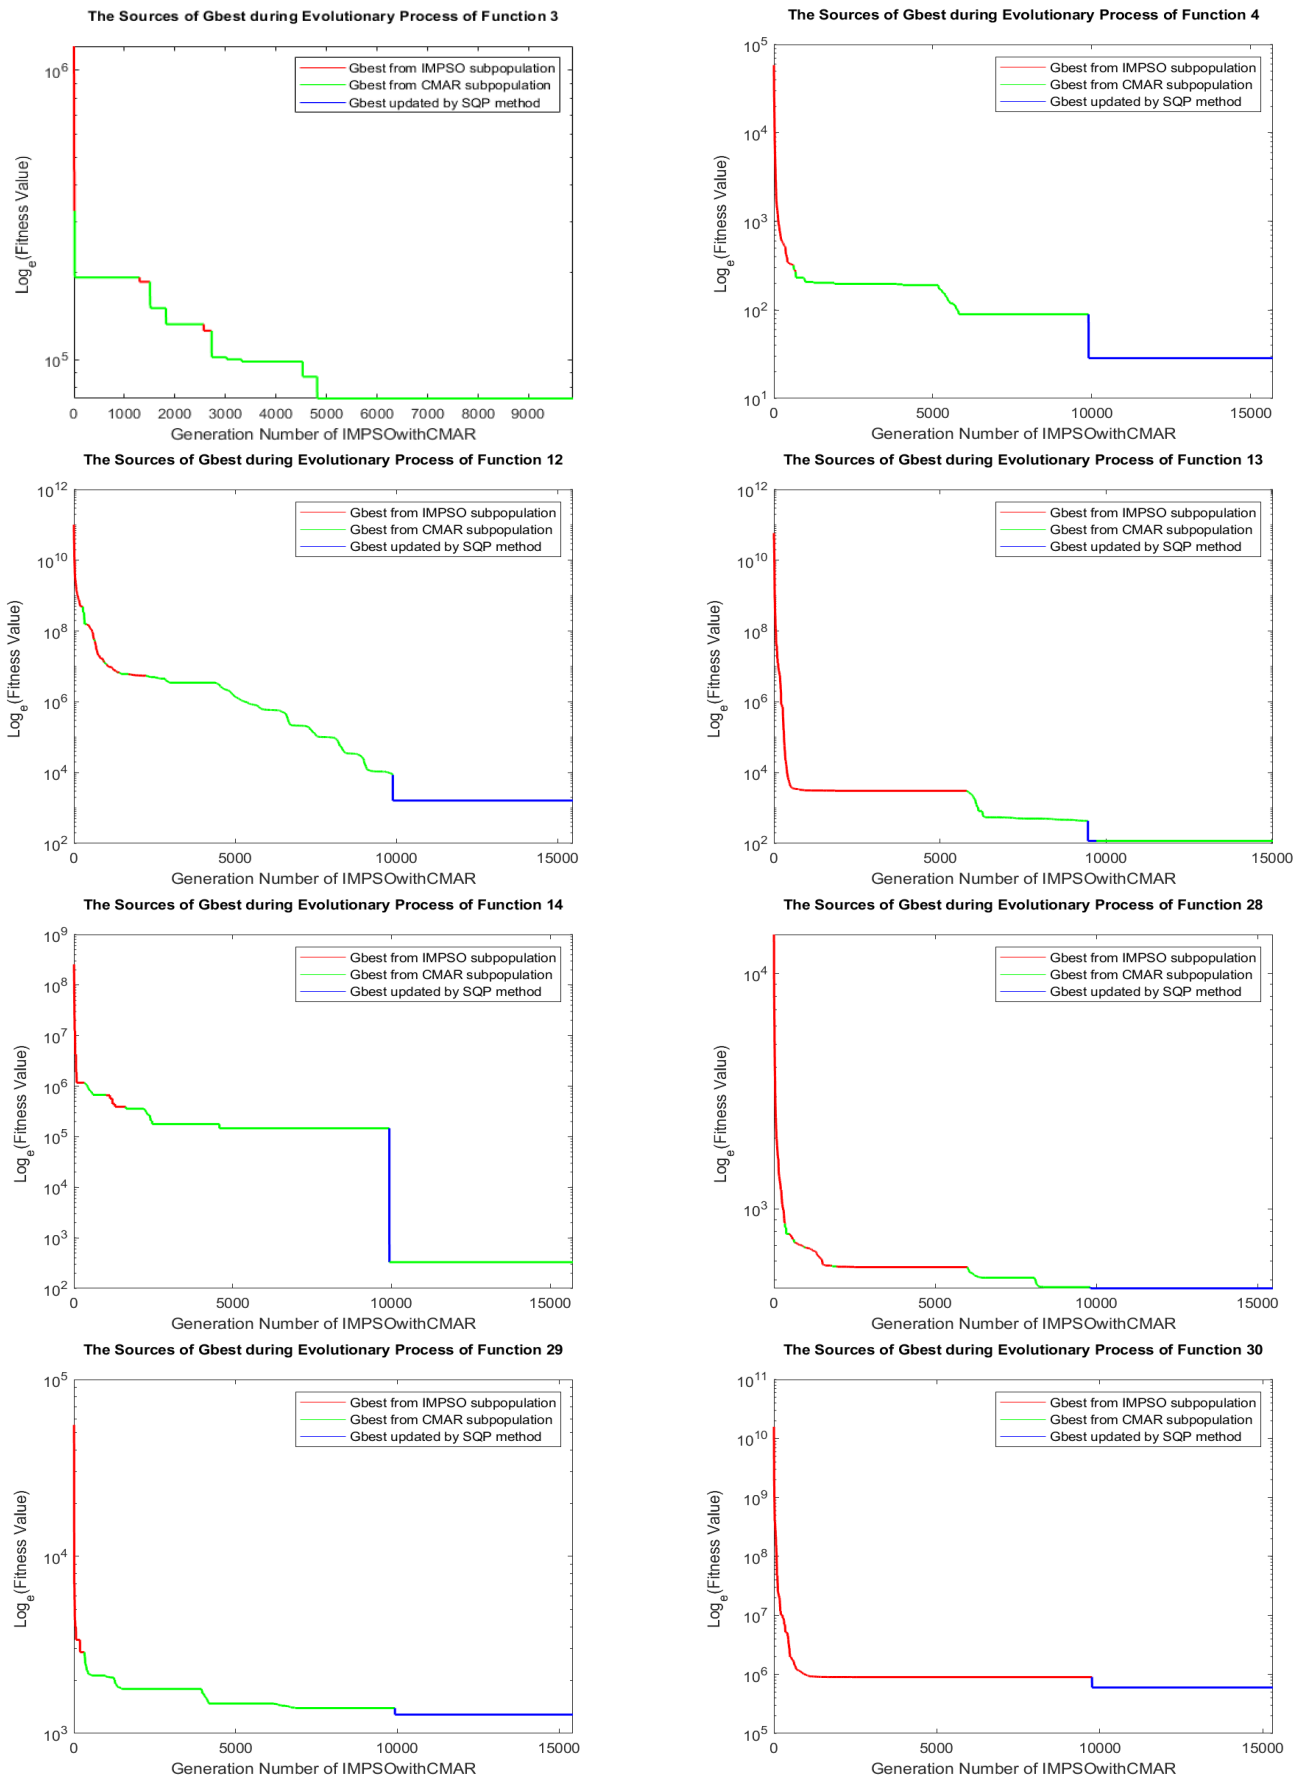 The Sources of Gbest during Evolutionary Process of Function 3
Gbest from IMPSO subpopulation
Gbest from CMAR subpopulation
Gbest updated by SQP method
Log_e(Fitness Value)
10^6
10^5
0 1000 2000 3000 4000 5000 6000 7000 8000 9000
Generation Number of IMPSOwithCMAR
The Sources of Gbest during Evolutionary Process of Function 4
Gbest from IMPSO subpopulation
Gbest from CMAR subpopulation
Gbest updated by SQP method
Log_e(Fitness Value)
10^5
10^4
10^3
10^2
10^1
0 5000 10000 15000
Generation Number of IMPSOwithCMAR
The Sources of Gbest during Evolutionary Process of Function 12
Gbest from IMPSO subpopulation
Gbest from CMAR subpopulation
Gbest updated by SQP method
Log_e(Fitness Value)
10^12
10^10
10^8
10^6
10^4
10^2
0 5000 10000 15000
Generation Number of IMPSOwithCMAR
The Sources of Gbest during Evolutionary Process of Function 13
Gbest from IMPSO subpopulation
Gbest from CMAR subpopulation
Gbest updated by SQP method
Log_e(Fitness Value)
10^12
10^10
10^8
10^6
10^4
10^2
0 5000 10000 15000
Generation Number of IMPSOwithCMAR
The Sources of Gbest during Evolutionary Process of Function 14
Gbest from IMPSO subpopulation
Gbest from CMAR subpopulation
Gbest updated by SQP method
Log_e(Fitness Value)
10^9
10^8
10^7
10^6
10^5
10^4
10^3
10^2
0 5000 10000 15000
Generation Number of IMPSOwithCMAR
The Sources of Gbest during Evolutionary Process of Function 28
Gbest from IMPSO subpopulation
Gbest from CMAR subpopulation
Gbest updated by SQP method
Log_e(Fitness Value)
10^4
10^3
0 5000 10000 15000
Generation Number of IMPSOwithCMAR
The Sources of Gbest during Evolutionary Process of Function 29
Gbest from IMPSO subpopulation
Gbest from CMAR subpopulation
Gbest updated by SQP method
Log_e(Fitness Value)
10^5
10^4
10^3
0 5000 10000 15000
Generation Number of IMPSOwithCMAR
The Sources of Gbest during Evolutionary Process of Function 30
Gbest from IMPSO subpopulation
Gbest from CMAR subpopulation
Gbest updated by SQP method
Log_e(Fitness Value)
10^11
10^10
10^9
10^8
10^7
10^6
10^5
0 5000 10000 15000
Generation Number of IMPSOwithCMAR